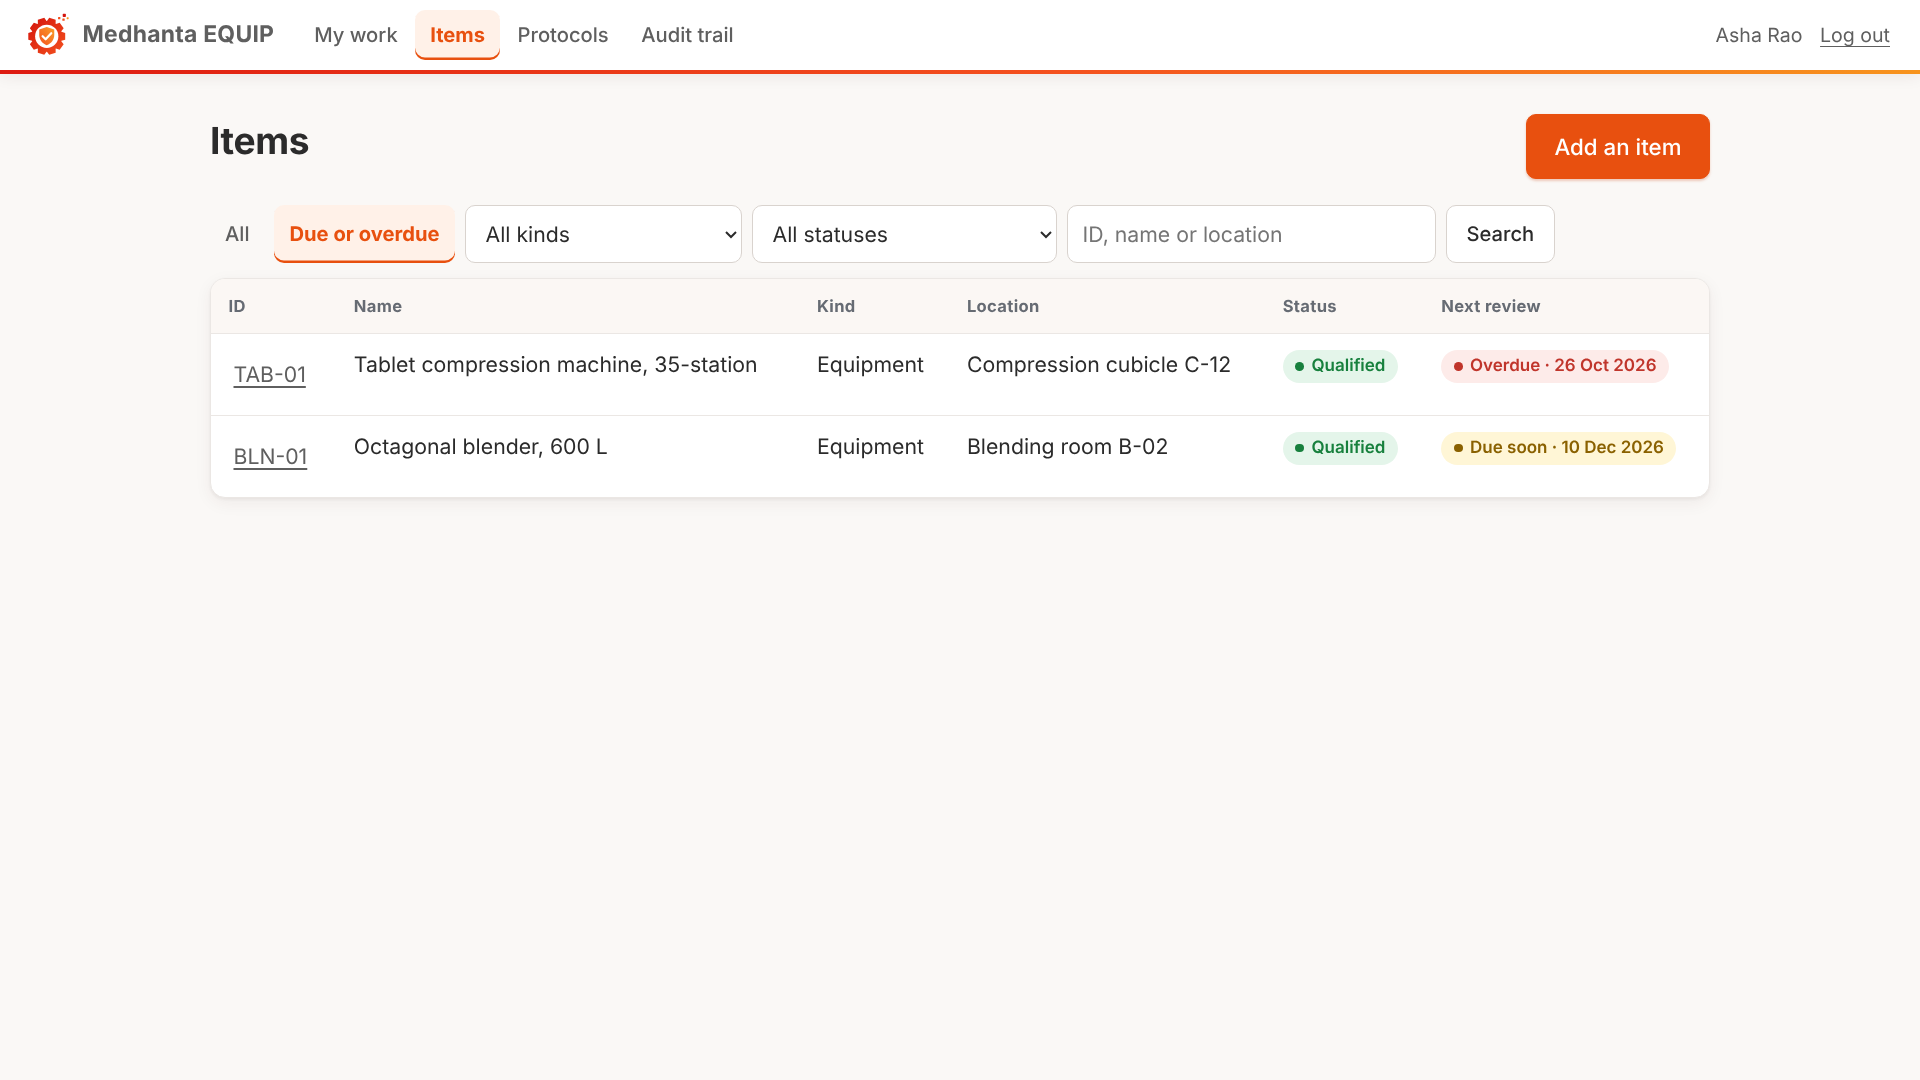 Medhanta EQUIP My work Items Protocols Audit trail Asha Rao Log out
Items Add an item
All Due or overdue All kinds All statuses ID, name or location Search
ID Name Kind Location Status Next review
TAB-01 Tablet compression machine, 35-station Equipment Compression cubicle C-12 Qualified Overdue · 26 Oct 2026
BLN-01 Octagonal blender, 600 L Equipment Blending room B-02 Qualified Due soon · 10 Dec 2026